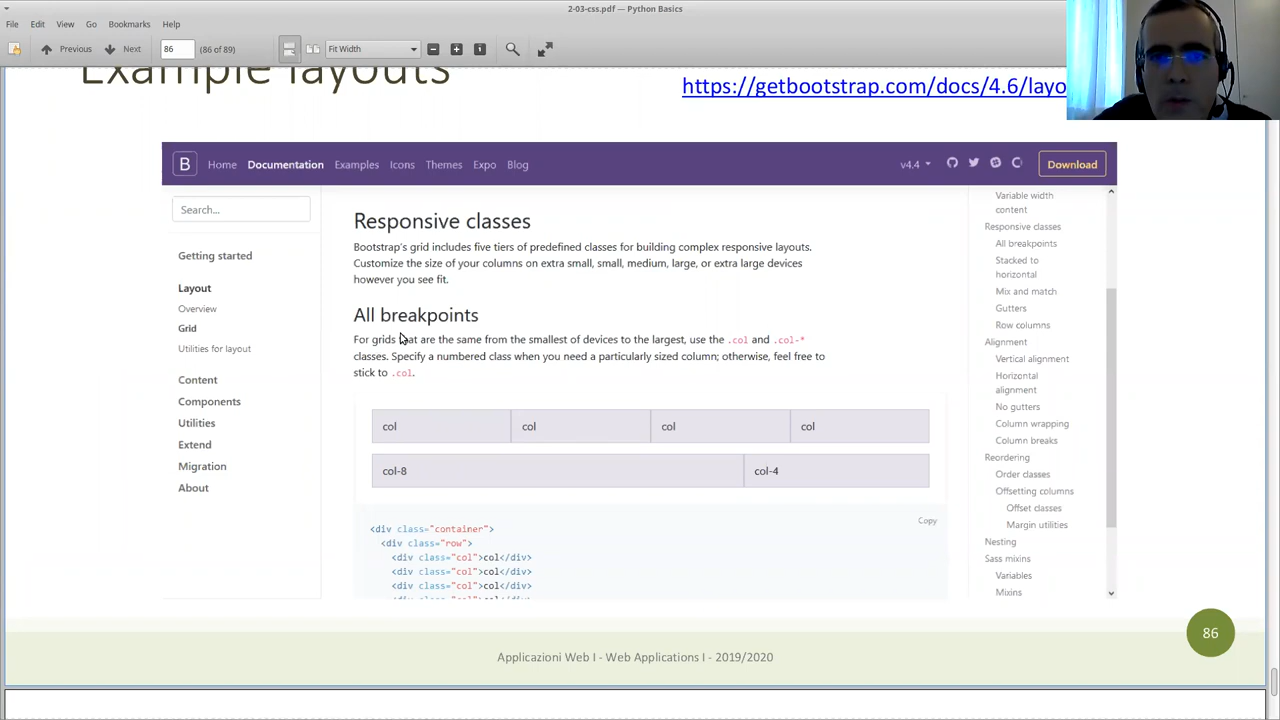 2-03-css.pdf — Python Basics
File Edit View Go Bookmarks Help
Previous Next 86 (86 of 89) Fit Width
Example layouts
https://getbootstrap.com/docs/4.6/layo
B Home Documentation Examples Icons Themes Expo Blog v4.4 Download
Search...
Getting started
Layout
Overview
Grid
Utilities for layout
Content
Components
Utilities
Extend
Migration
About
Responsive classes
Bootstrap's grid includes five tiers of predefined classes for building complex responsive layouts.
Customize the size of your columns on extra small, small, medium, large, or extra large devices
however you see fit.
All breakpoints
For grids that are the same from the smallest of devices to the largest, use the .col and .col-*
classes. Specify a numbered class when you need a particularly sized column; otherwise, feel free to
stick to .col.
col col col col
col-8 col-4
Copy
<div class="container">
<div class="row">
<div class="col">col</div>
<div class="col">col</div>
<div class="col">col</div>
Variable width
content
Responsive classes
All breakpoints
Stacked to
horizontal
Mix and match
Gutters
Row columns
Alignment
Vertical alignment
Horizontal
alignment
No gutters
Column wrapping
Column breaks
Reordering
Order classes
Offsetting columns
Offset classes
Margin utilities
Nesting
Sass mixins
Variables
Mixins
86
Applicazioni Web I - Web Applications I - 2019/2020